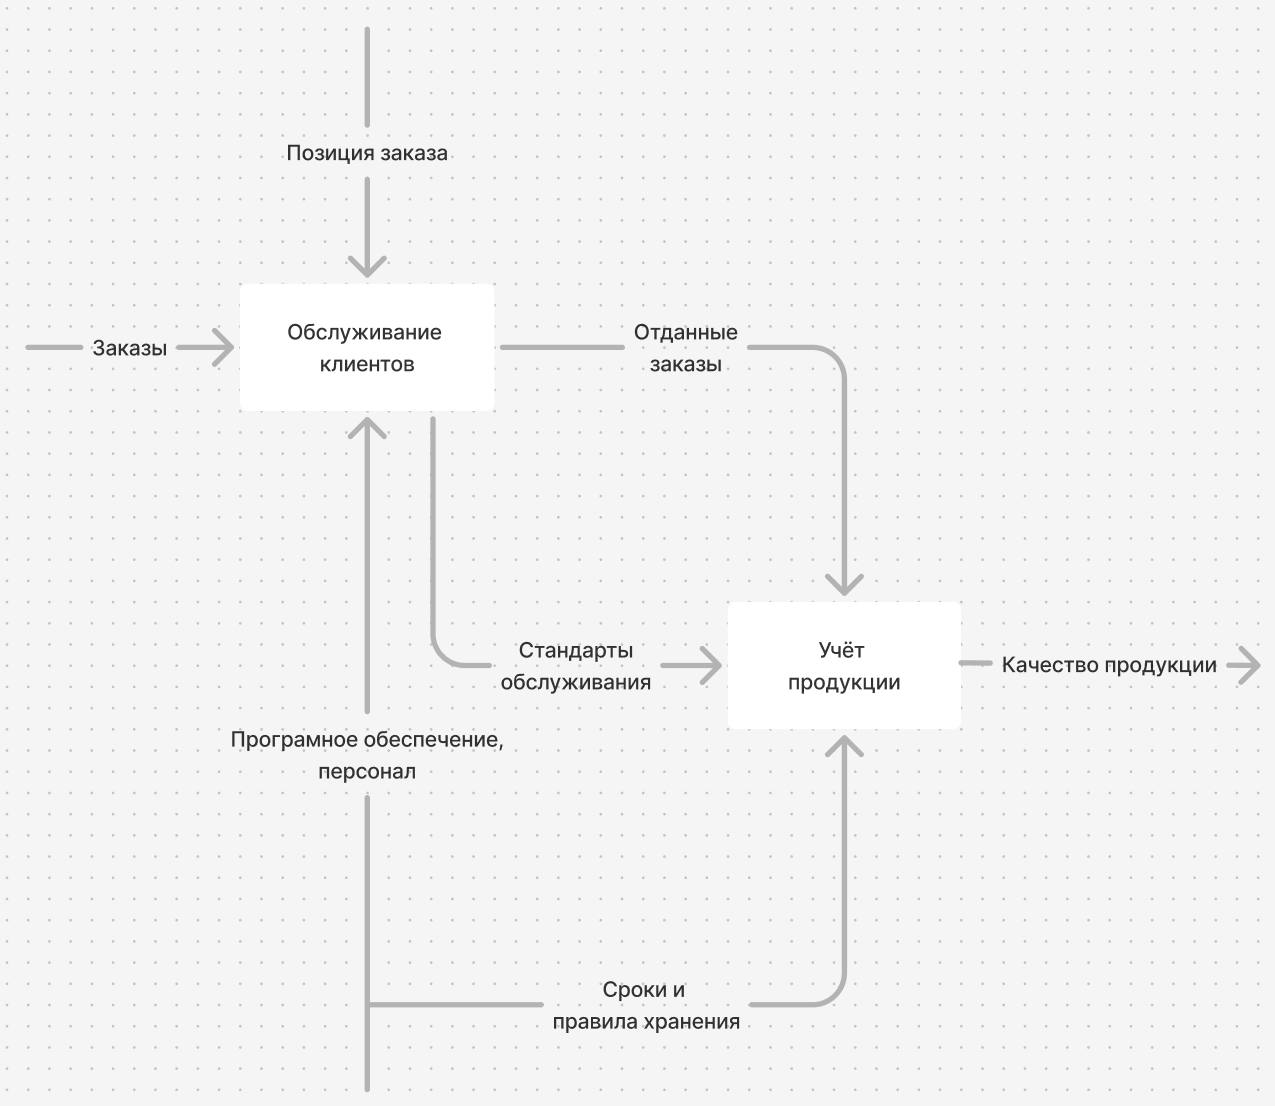 Позиция заказа
Заказы
Обслуживание
клиентов
Отданные
заказы
Стандарты
обслуживания
Учёт
продукции
Качество продукции
Програмное обеспечение,
персонал
Сроки и
правила хранения